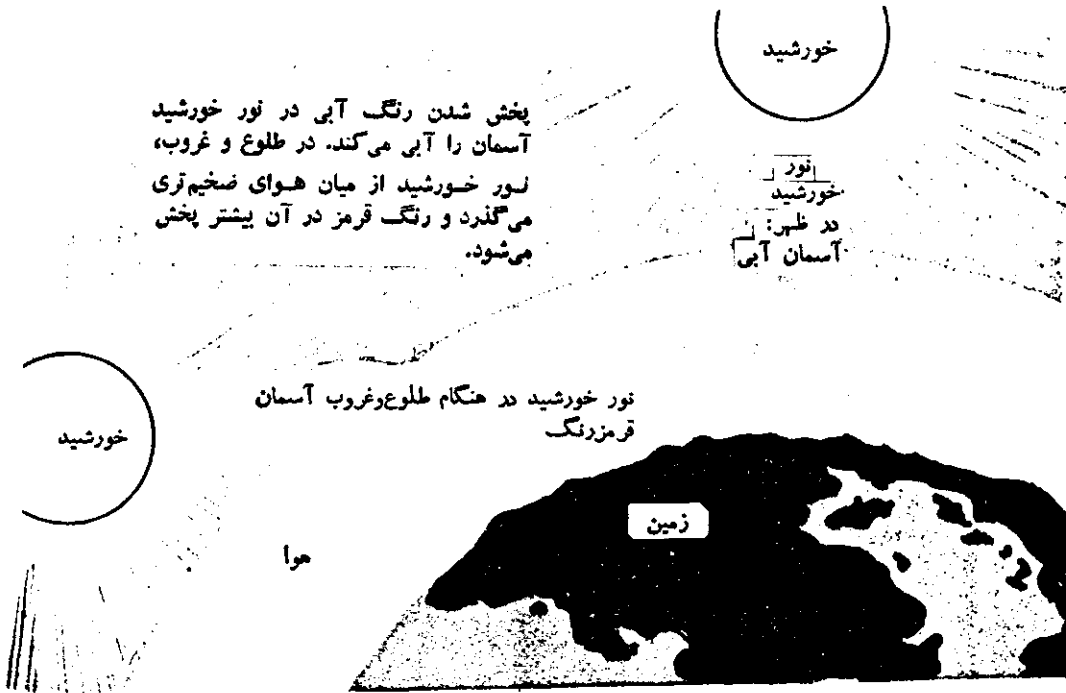 خورشید
پخش شدن رنگ آبی در نور خورشید
آسمان را آبی می‌کند. در طلوع و غروب،
نور خورشید از میان هوای ضخیم‌تری
می‌گذرد و رنگ قرمز در آن بیشتر پخش
می‌شود.
نور
خورشید
در ظهر:
آسمان آبی
نور خورشید در هنگام طلوع‌وغروب آسمان
قرمزرنگ
خورشید
زمین
هوا